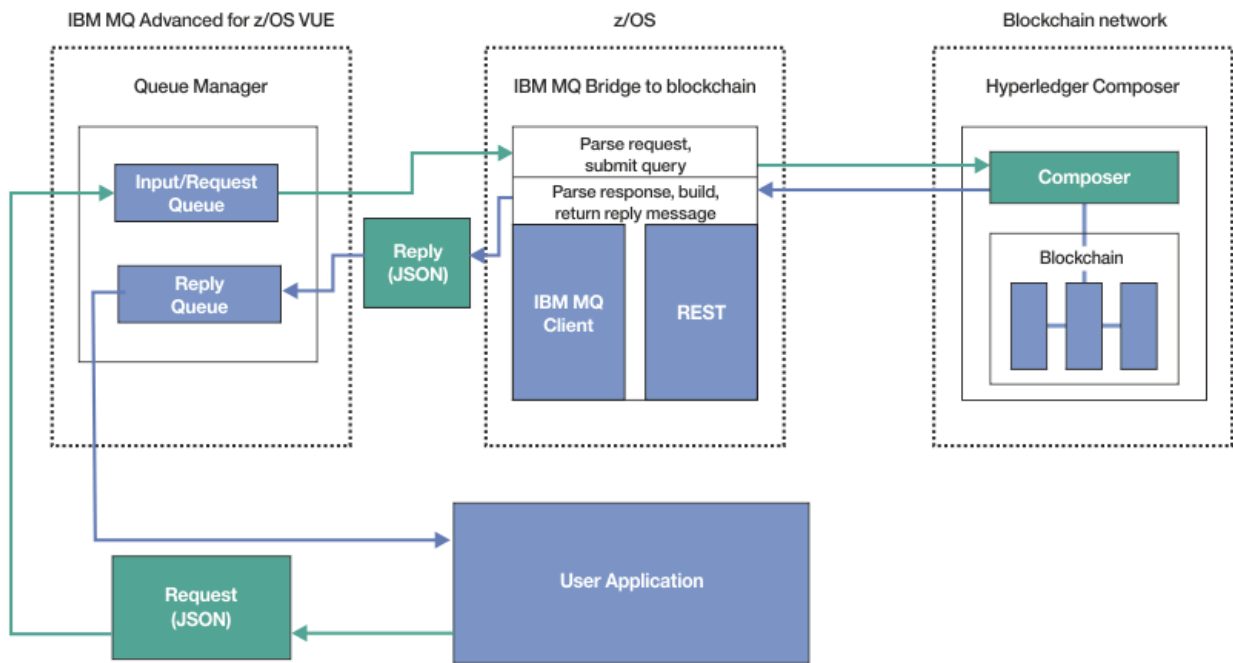 IBM MQ Advanced for z/OS VUE
z/OS
Blockchain network
Queue Manager
IBM MQ Bridge to blockchain
Hyperledger Composer
Input/Request
Queue
Parse request,
submit query
Composer
Parse response, build,
return reply message
Reply
(JSON)
Reply
Queue
IBM MQ
Client
REST
Blockchain
Request
(JSON)
User Application